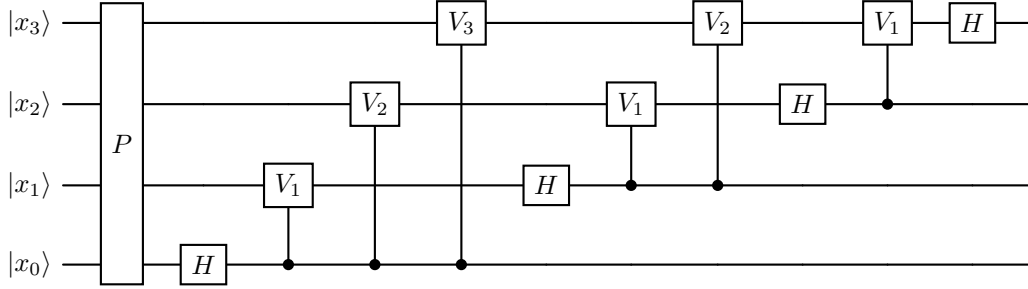 |x₃⟩ V₃ V₂ V₁ H
|x₂⟩ V₂ V₁ H
P
|x₁⟩ V₁ H
|x₀⟩ H